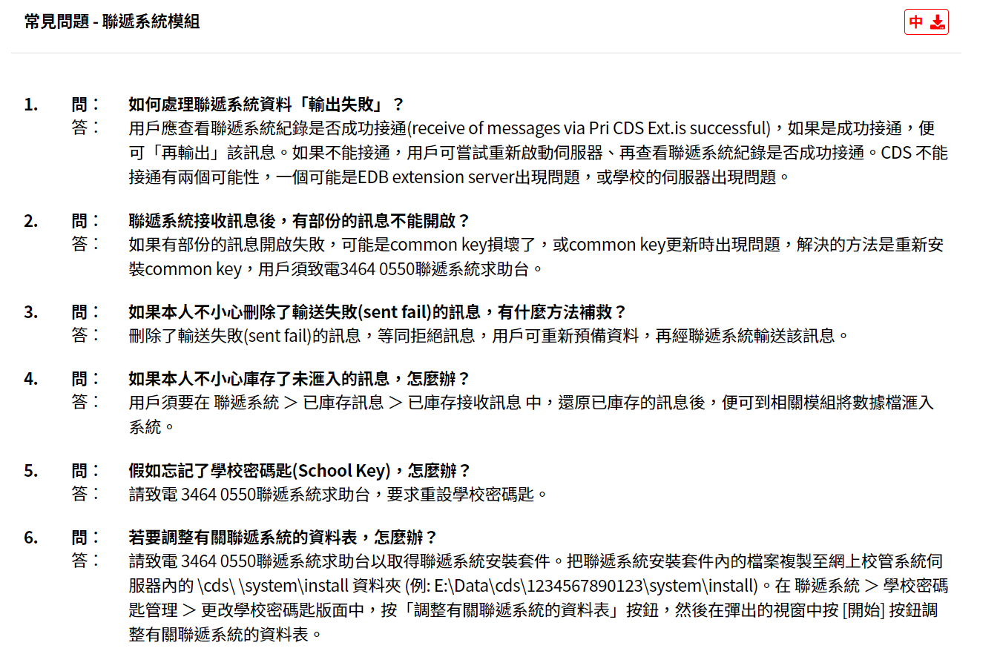 常見問題 - 聯遞系統模組
中
1. 問： 如何處理聯遞系統資料「輸出失敗」？
答： 用戶應查看聯遞系統紀錄是否成功接通(receive of messages via Pri CDS Ext.is successful)，如果是成功接通，便
可「再輸出」該訊息。如果不能接通，用戶可嘗試重新啟動伺服器、再查看聯遞系統紀錄是否成功接通。CDS 不能
接通有兩個可能性，一個可能是EDB extension server出現問題，或學校的伺服器出現問題。
2. 問： 聯遞系統接收訊息後，有部份的訊息不能開啟？
答： 如果有部份的訊息開啟失敗，可能是common key損壞了，或common key更新時出現問題，解決的方法是重新安
裝common key，用戶須致電3464 0550聯遞系統求助台。
3. 問： 如果本人不小心刪除了輸送失敗(sent fail)的訊息，有什麼方法補救？
答： 刪除了輸送失敗(sent fail)的訊息，等同拒絕訊息，用戶可重新預備資料，再經聯遞系統輸送該訊息。
4. 問： 如果本人不小心庫存了未滙入的訊息，怎麼辦？
答： 用戶須要在 聯遞系統 ＞ 已庫存訊息 ＞ 已庫存接收訊息 中，還原已庫存的訊息後，便可到相關模組將數據檔滙入
系統。
5. 問： 假如忘記了學校密碼匙(School Key)，怎麼辦？
答： 請致電 3464 0550聯遞系統求助台，要求重設學校密碼匙。
6. 問： 若要調整有關聯遞系統的資料表，怎麼辦？
答： 請致電 3464 0550聯遞系統求助台以取得聯遞系統安裝套件。把聯遞系統安裝套件內的檔案複製至網上校管系統伺
服器內的 \cds\ \system\install 資料夾 (例: E:\Data\cds\1234567890123\system\install)。在 聯遞系統 ＞ 學校密碼
匙管理 ＞ 更改學校密碼匙版面中，按「調整有關聯遞系統的資料表」按鈕，然後在彈出的視窗中按 [開始] 按鈕調
整有關聯遞系統的資料表。